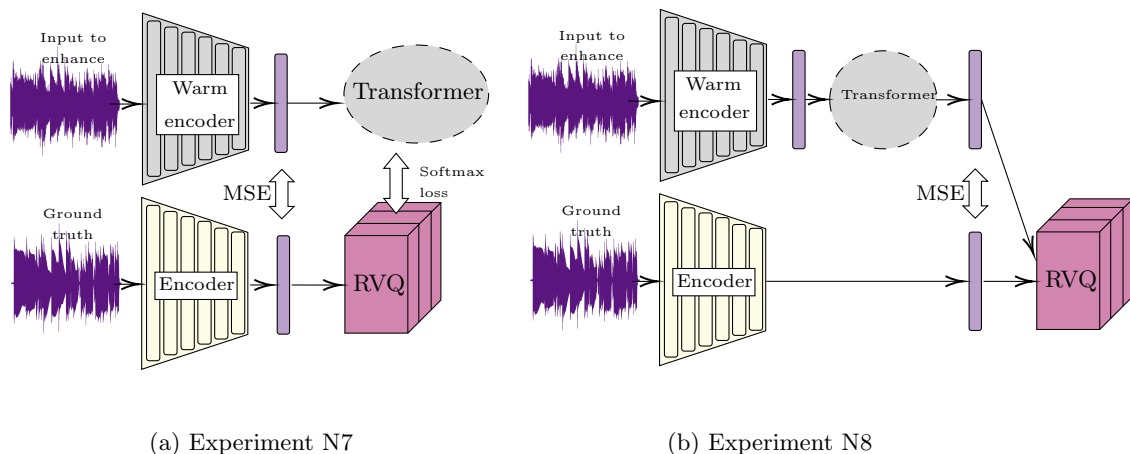 Input to
enhance
Warm
encoder
Transformer
MSE
Softmax
loss
Ground
truth
Encoder
RVQ
(a) Experiment N7
Input to
enhance
Warm
encoder
Transformer
MSE
Ground
truth
Encoder
RVQ
(b) Experiment N8